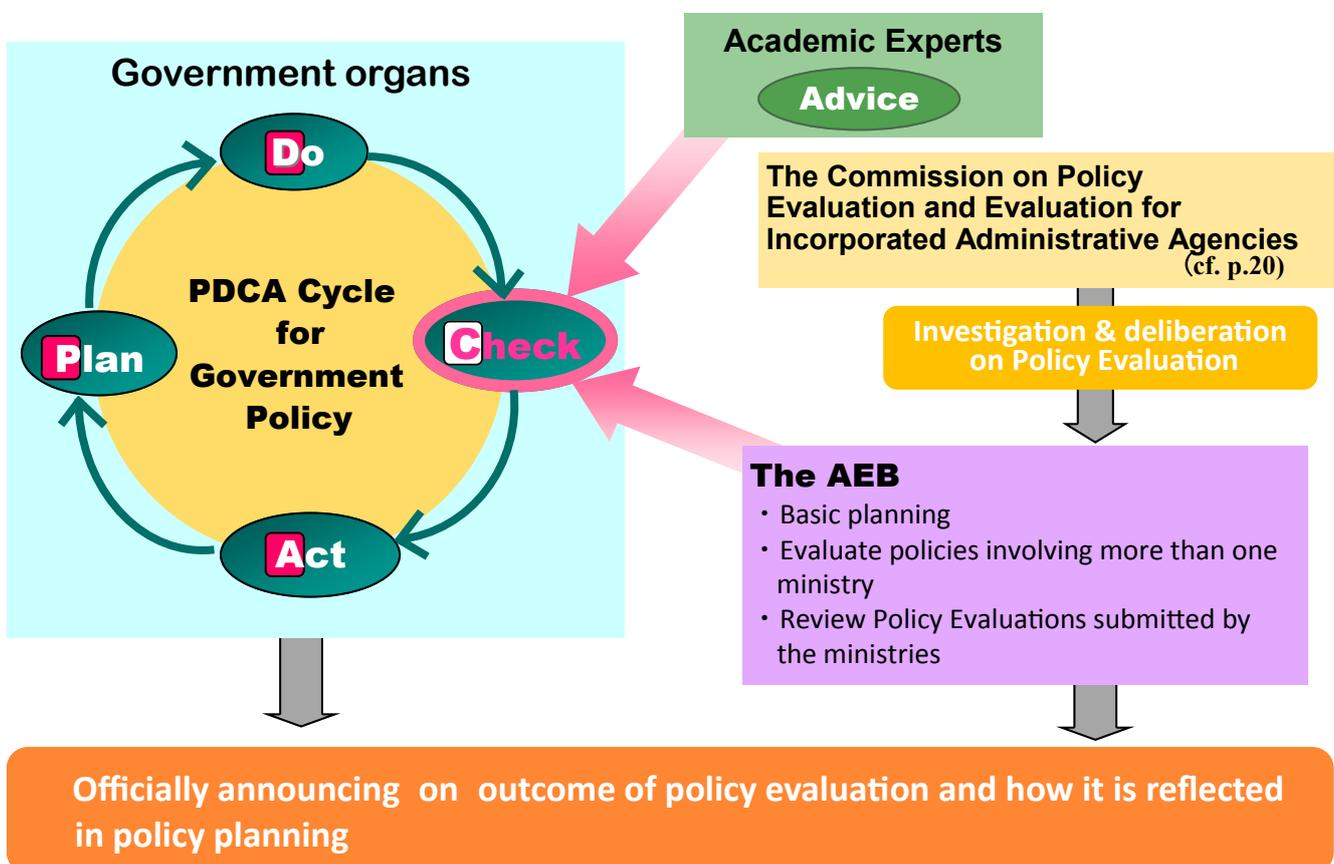 Government organs
Do
Plan
PDCA Cycle
for
Government
Policy
Check
Act
Academic Experts
Advice
The Commission on Policy
Evaluation and Evaluation for
Incorporated Administrative Agencies
(cf. p.20)
Investigation & deliberation
on Policy Evaluation
The AEB
・Basic planning
・Evaluate policies involving more than one
ministry
・Review Policy Evaluations submitted by
the ministries
Officially announcing on outcome of policy evaluation and how it is reflected
in policy planning